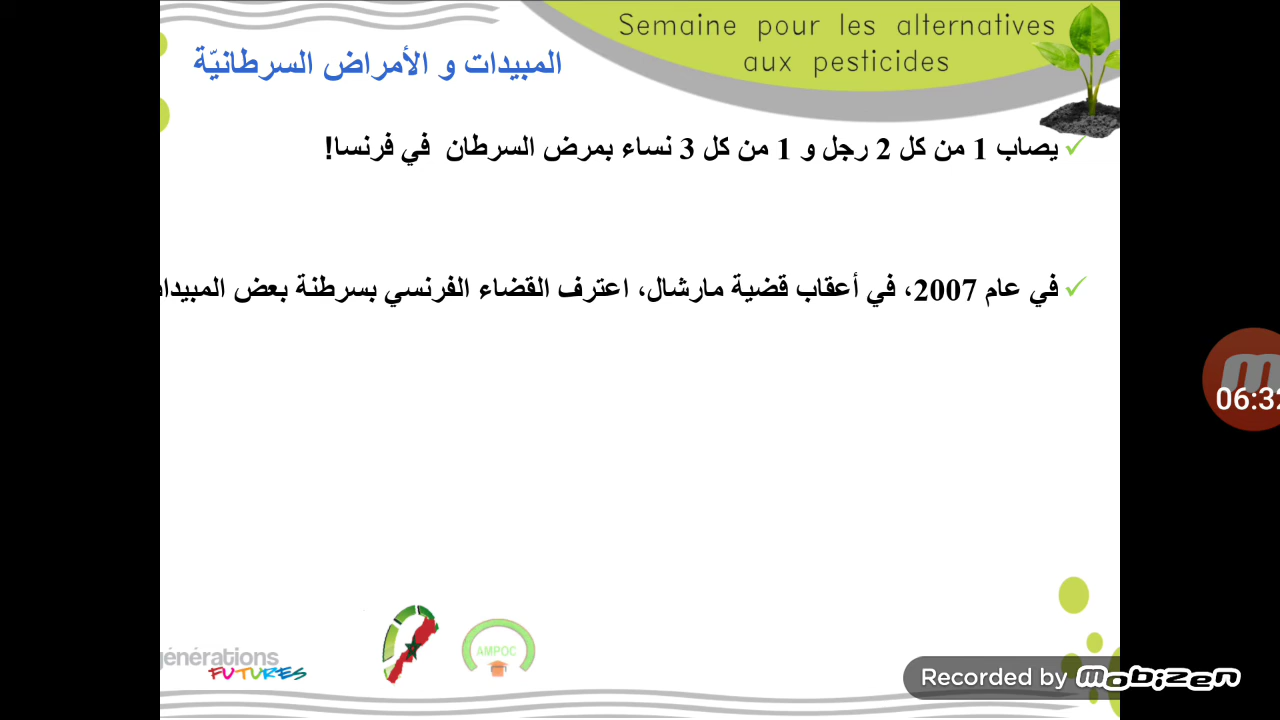 Semaine pour les alternatives
aux pesticides
المبيدات و الأمراض السرطانيّة
يصاب 1 من كل 2 رجل و 1 من كل 3 نساء بمرض السرطان في فرنسا!
في عام 2007، في أعقاب قضية مارشال، اعترف القضاء الفرنسي بسرطنة بعض
06:32
générations
FUTURES
AMPOC
Recorded by mobizen